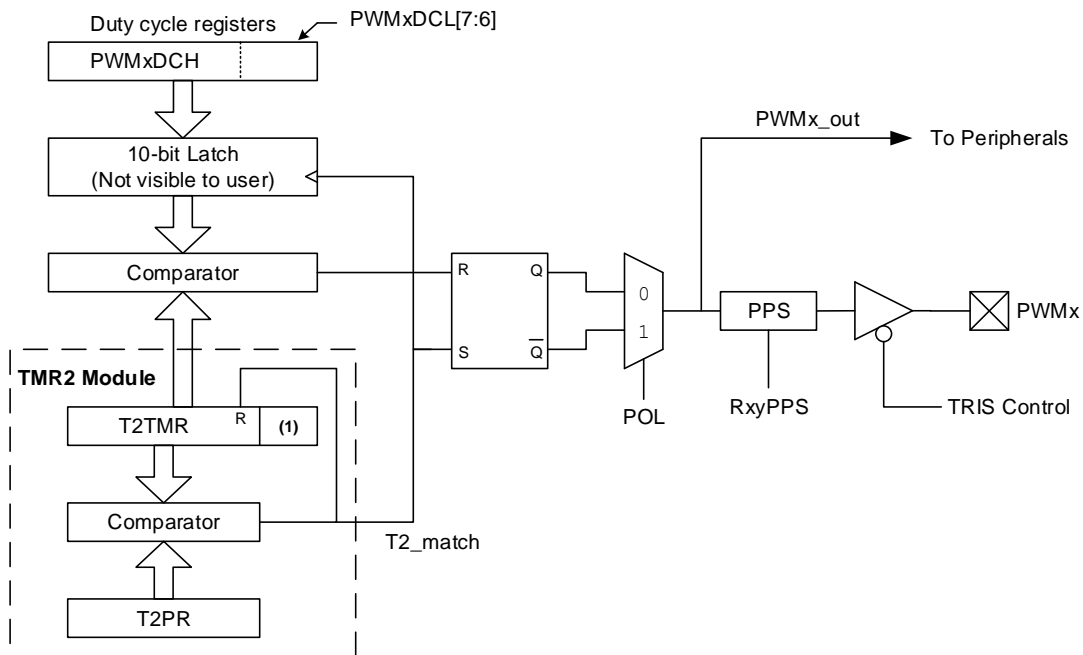 Duty cycle registers
PWMxDCL[7:6]
PWMxDCH
10-bit Latch
(Not visible to user)
PWMx_out
To Peripherals
Comparator
R
Q
S
Q
0
1
PPS
PWMx
TMR2 Module
POL
RxyPPS
TRIS Control
T2TMR
R
(1)
Comparator
T2_match
T2PR